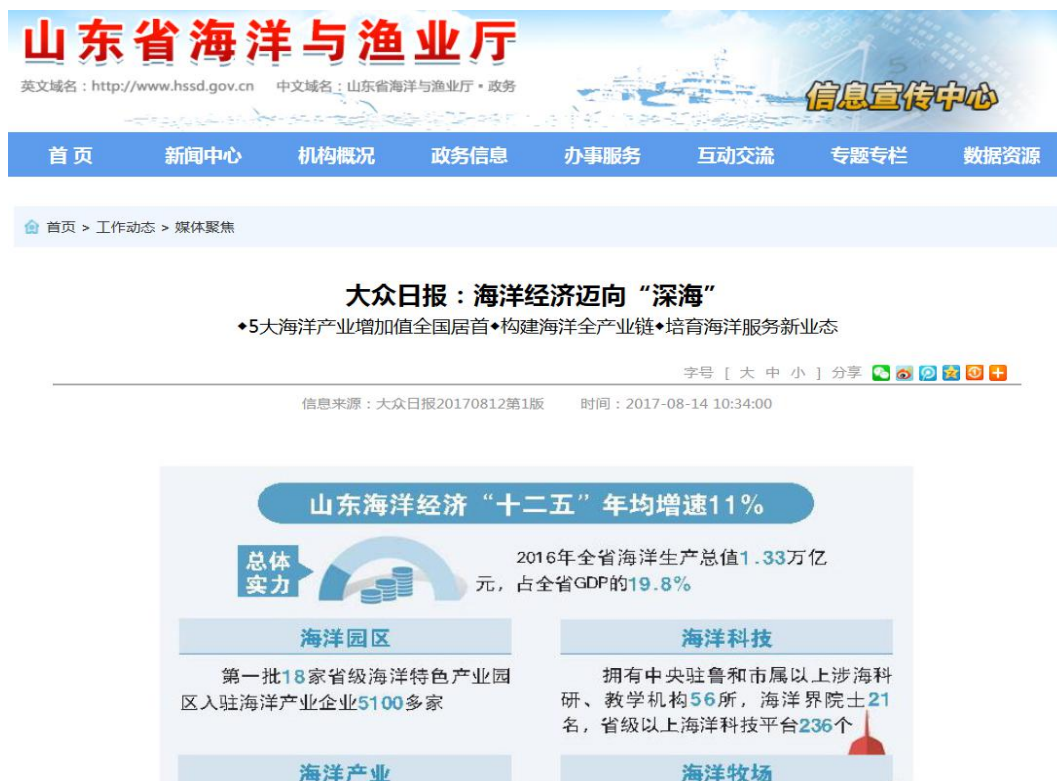 山东省海洋与渔业厅
英文域名：http://www.hssd.gov.cn 中文域名：山东省海洋与渔业厅·政务
信息宣传中心
首页 新闻中心 机构概况 政务信息 办事服务 互动交流 专题专栏 数据资源
首页 > 工作动态 > 媒体聚焦
大众日报：海洋经济迈向“深海”
◆5大海洋产业增加值全国居首◆构建海洋全产业链◆培育海洋服务新业态
字号 [ 大 中 小 ] 分享
信息来源：大众日报20170812第1版 时间：2017-08-14 10:34:00
山东海洋经济“十二五”年均增速11%
总体
实力
2016年全省海洋生产总值1.33万亿
元，占全省GDP的19.8%
海洋园区
第一批18家省级海洋特色产业园
区入驻海洋产业企业5100多家
海洋科技
拥有中央驻鲁和市属以上涉海科
研、教学机构56所，海洋界院士21
名，省级以上海洋科技平台236个
海洋产业
海洋牧场